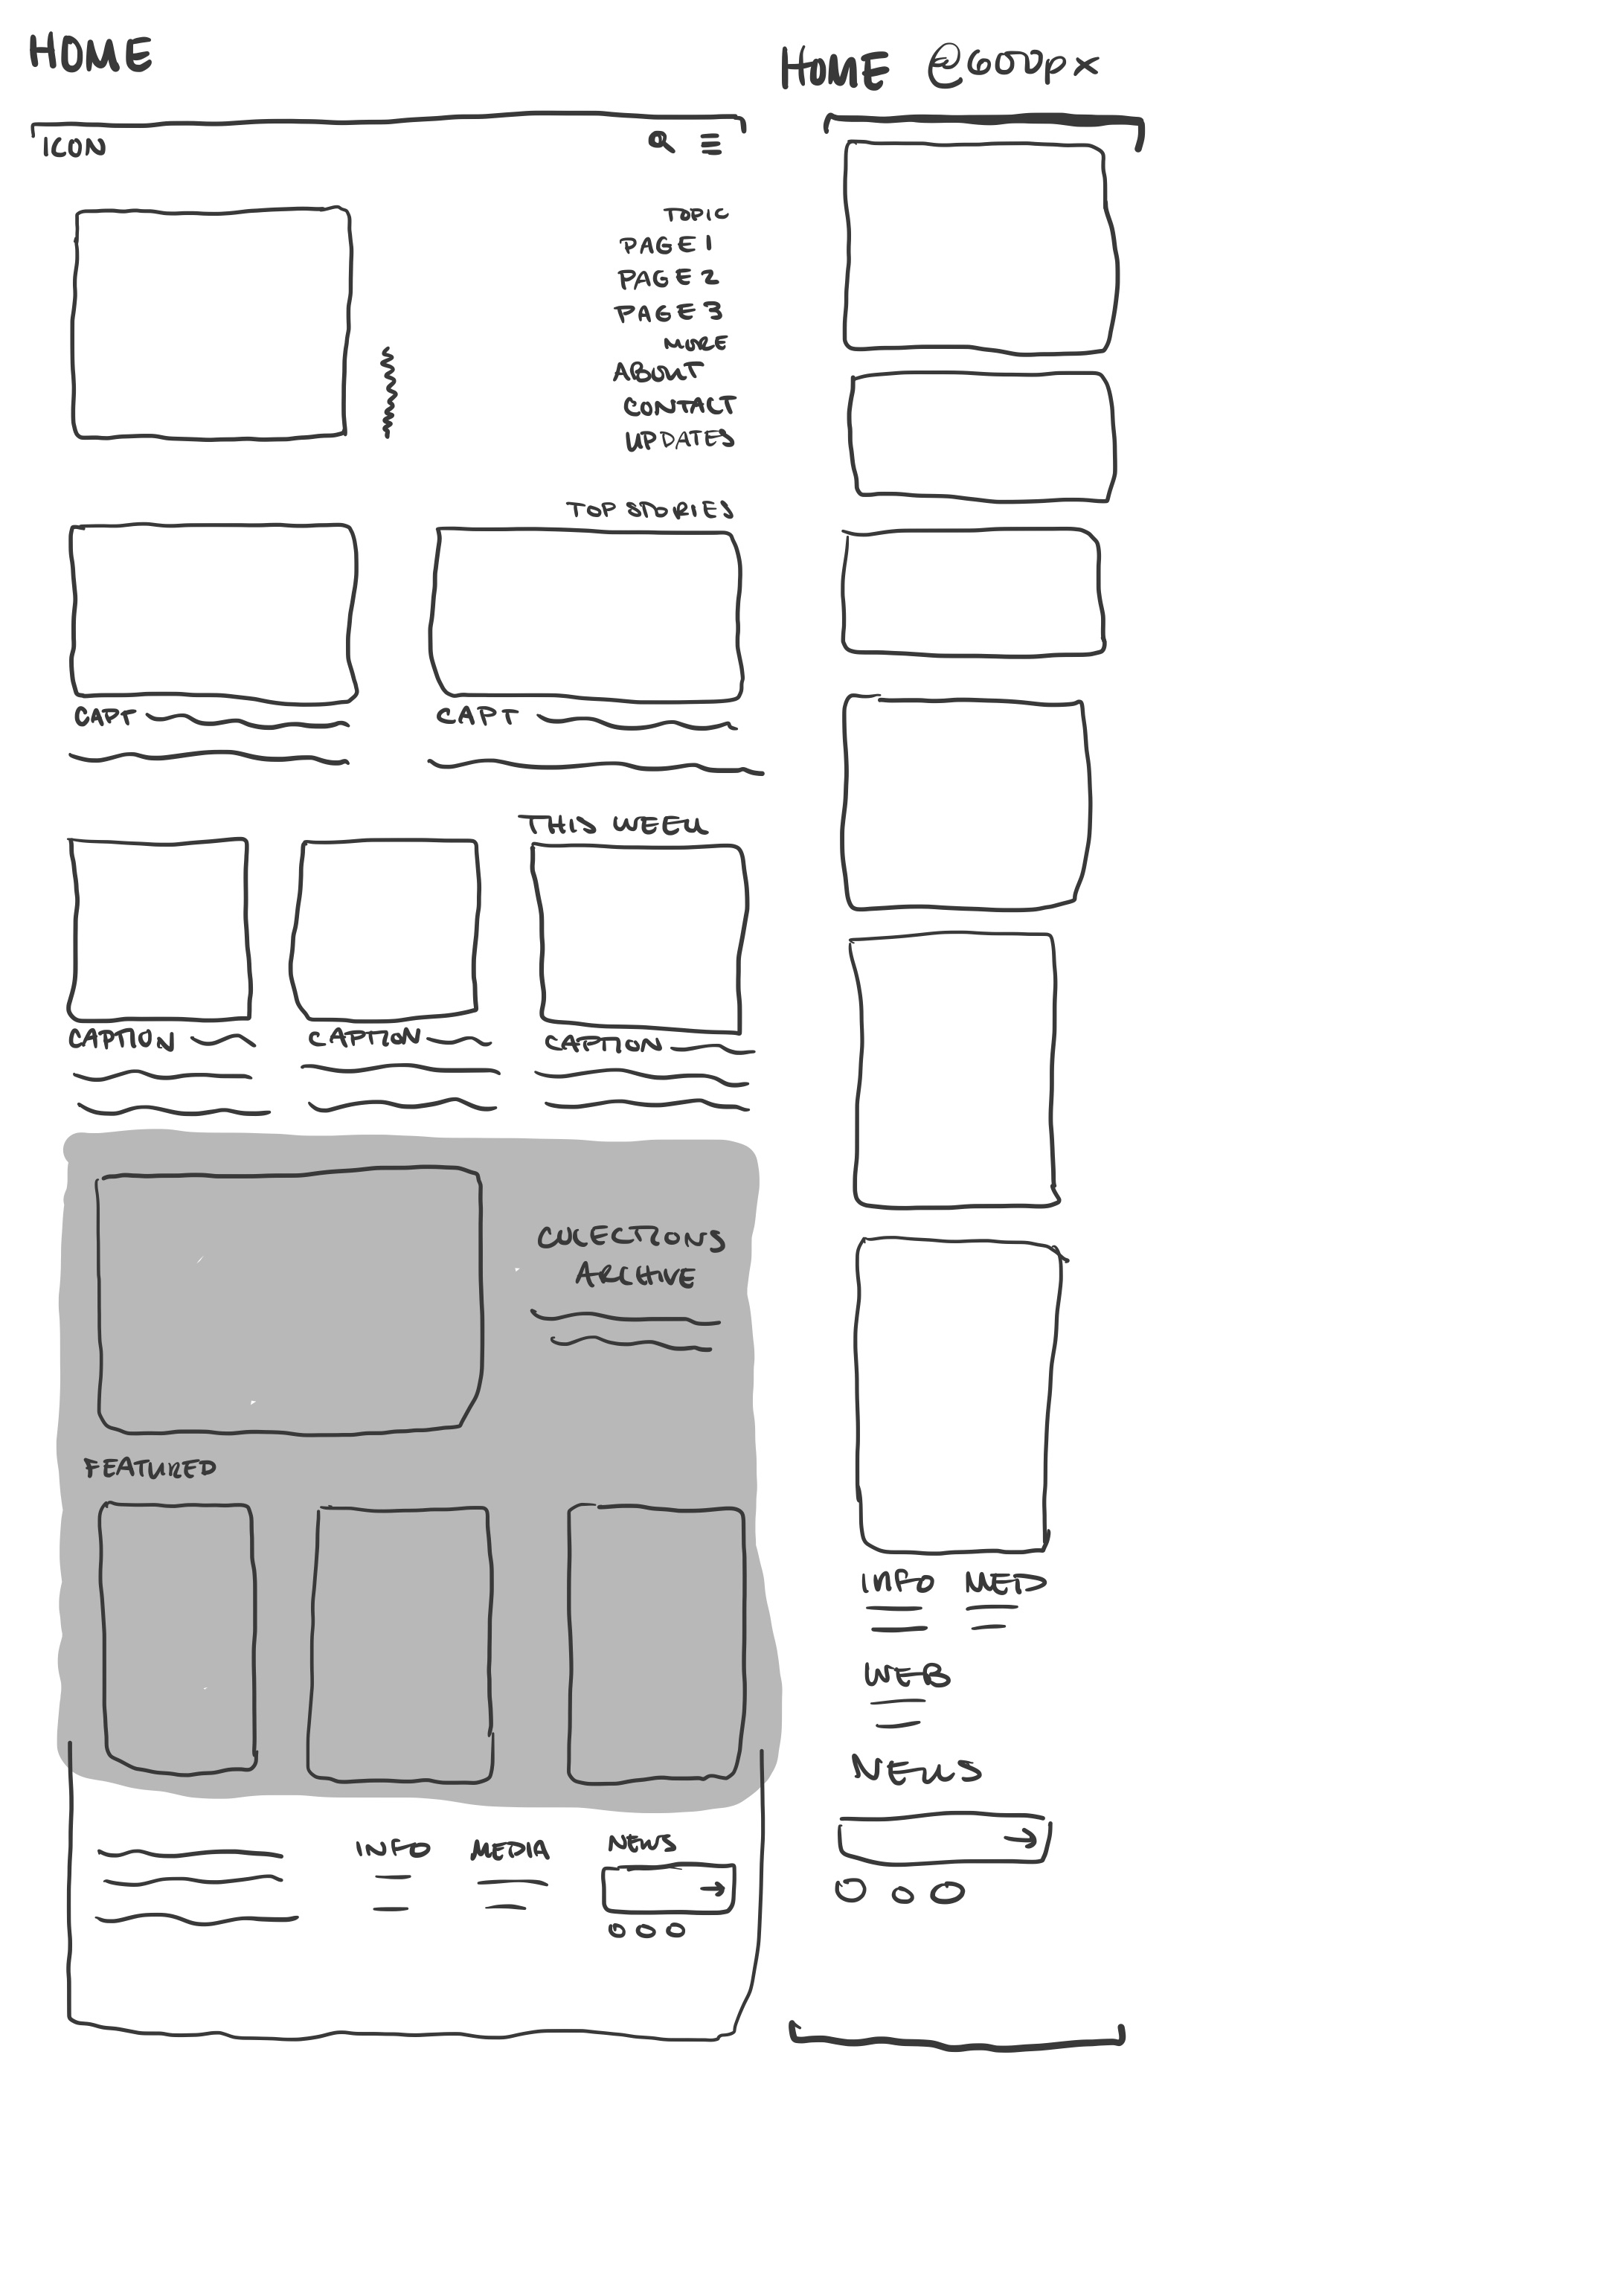 HOME
ICON
TOPIC
PAGE 1
PAGE 2
PAGE 3
MORE
ABOUT
CONTACT
UPDATES
TOP STORIES
CAPT
CAPT
THIS WEEK
CAPTION
CAPTION
CAPTION
COLECTIONS
ARCHIVE
FEATURED
INFO
MEDIA
NEWS
HOME @600px
INFO MED
WEB
NEWS